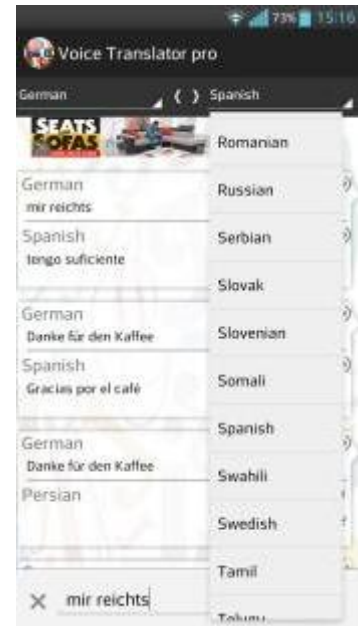 73% 15:16
Voice Translator pro
German
Spanish
SEATS
SOFAS
German
mir reichts
Spanish
tengo suficiente
German
Danke für den Kaffee
Spanish
Gracias por el café
German
Danke für den Kaffee
Persian
Romanian
Russian
Serbian
Slovak
Slovenian
Somali
Spanish
Swahili
Swedish
Tamil
Telugu
mir reichts